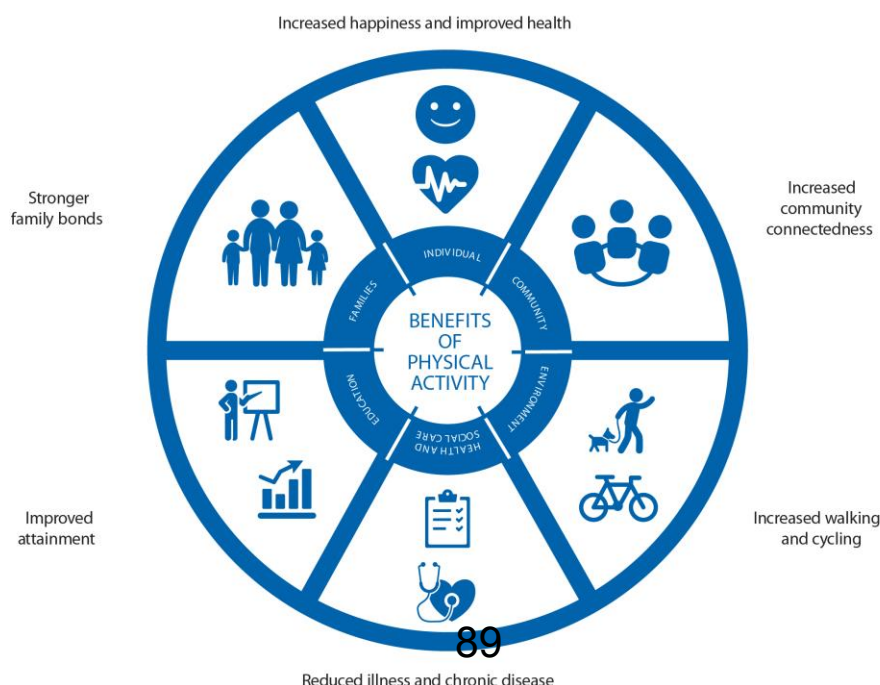 Increased happiness and improved health
Stronger
family bonds
Increased
community
connectedness
INDIVIDUAL
FAMILIES
COMMUNITY
BENEFITS
OF
PHYSICAL
ACTIVITY
EDUCATION
ENVIRONMENT
HEALTH AND
SOCIAL CARE
Improved
attainment
Increased walking
and cycling
89
Reduced illness and chronic disease